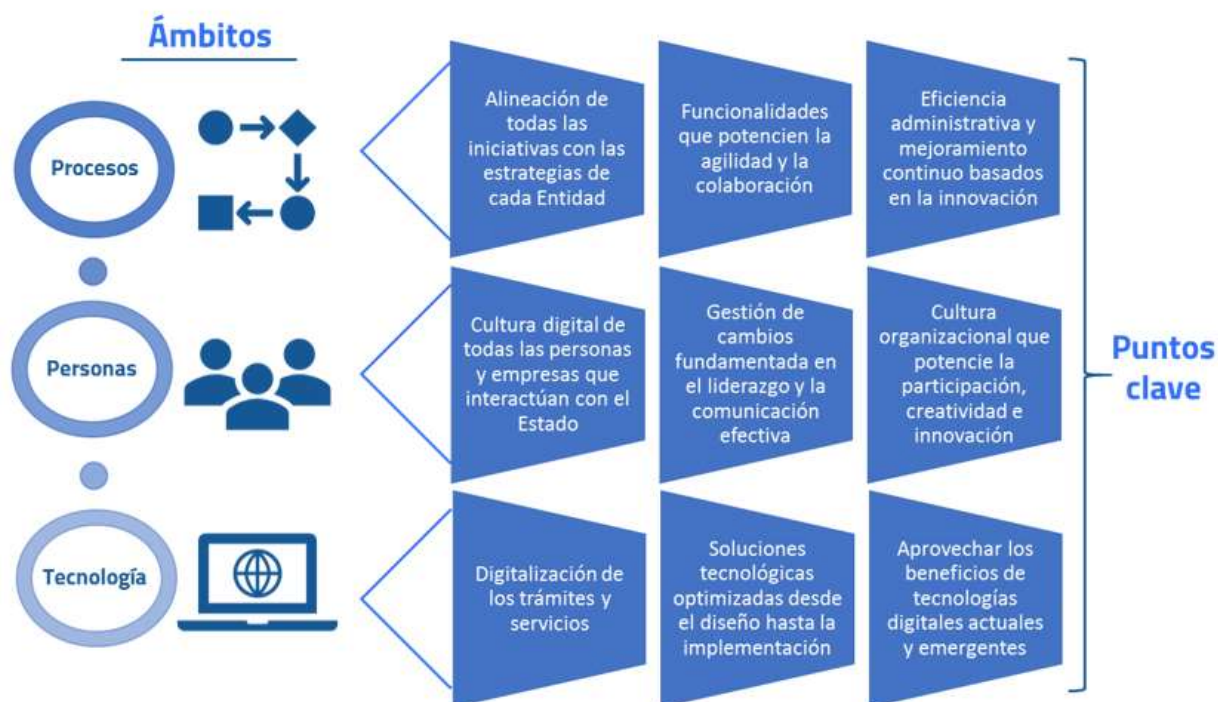 Ámbitos
Procesos
Alineación de
todas las
iniciativas con las
estrategias de
cada Entidad
Funcionalidades
que potencien la
agilidad y la
colaboración
Eficiencia
administrativa y
mejoramiento
continuo basados
en la innovación
Personas
Cultura digital de
todas las personas
y empresas que
interactúan con el
Estado
Gestión de
cambios
fundamentada en
el liderazgo y la
comunicación
efectiva
Cultura
organizacional que
potencie la
participación,
creatividad e
innovación
Tecnología
Digitalización de
los trámites y
servicios
Soluciones
tecnológicas
optimizadas desde
el diseño hasta la
implementación
Aprovechar los
beneficios de
tecnologías
digitales actuales
y emergentes
Puntos
clave